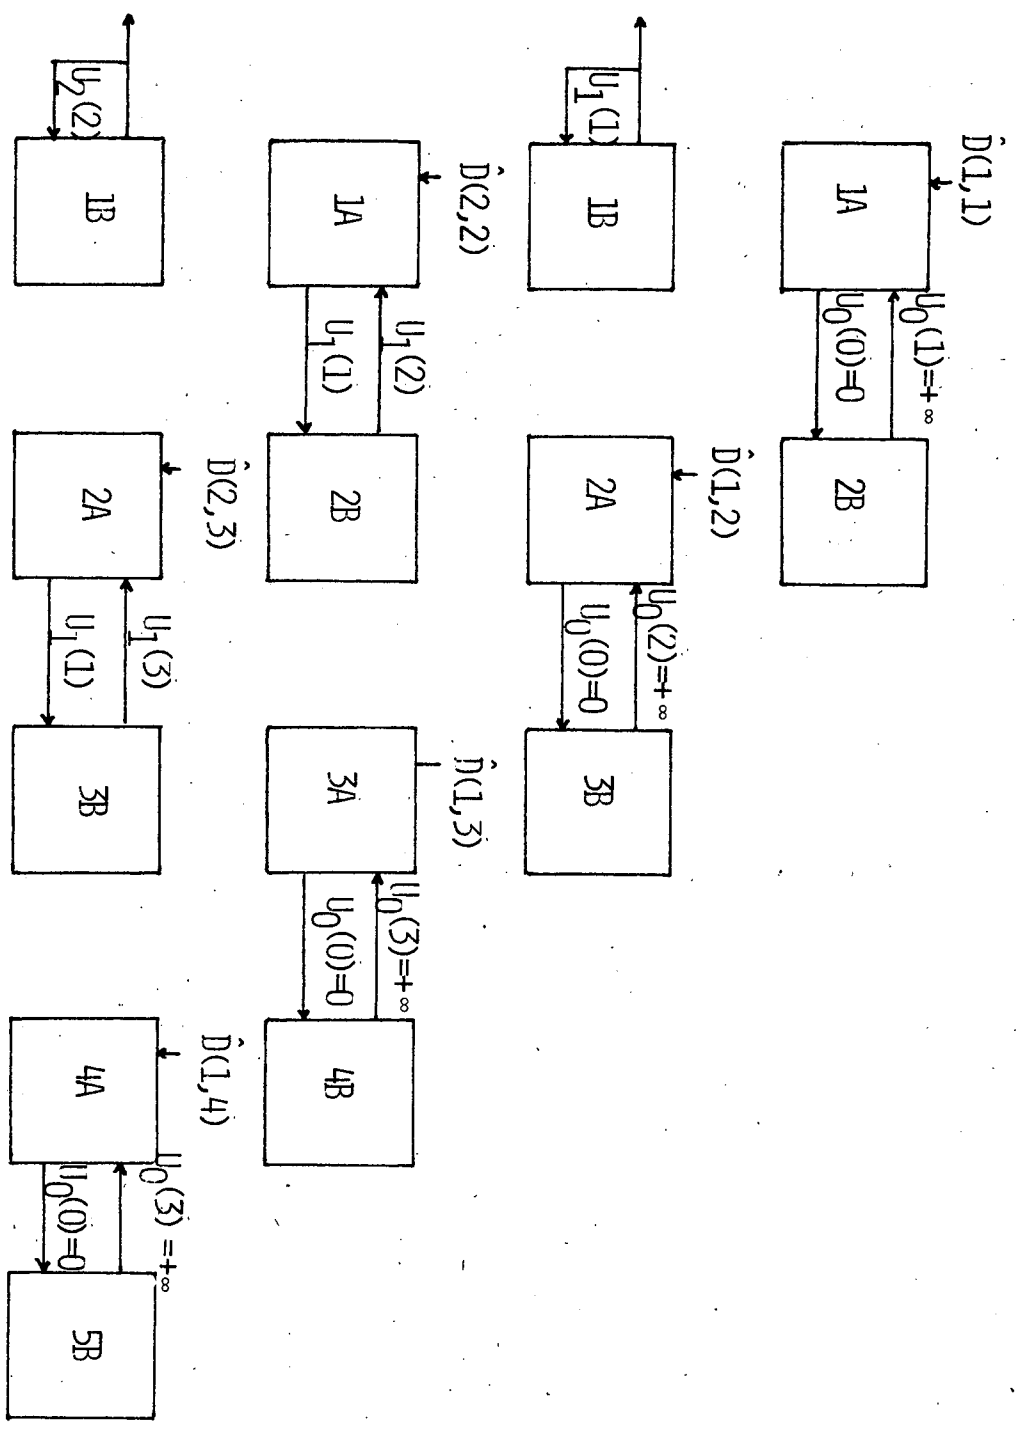 D̂(1,1)
U₀(1)=+∞
1A
U₀(0)=0
2B
D̂(1,2)
U₁(1)
1B
2A
U₀(2)=+∞
U₀(0)=0
3B
D̂(2,2)
D̂(1,3)
1A
U₁(2)
U₁(1)
2B
3A
U₀(3)=+∞
U₀(0)=0
4B
D̂(2,3)
D̂(1,4)
U₂(2)
1B
2A
U₁(3)
U₁(1)
3B
4A
U₀(3) =+∞
U₀(0)=0
5B